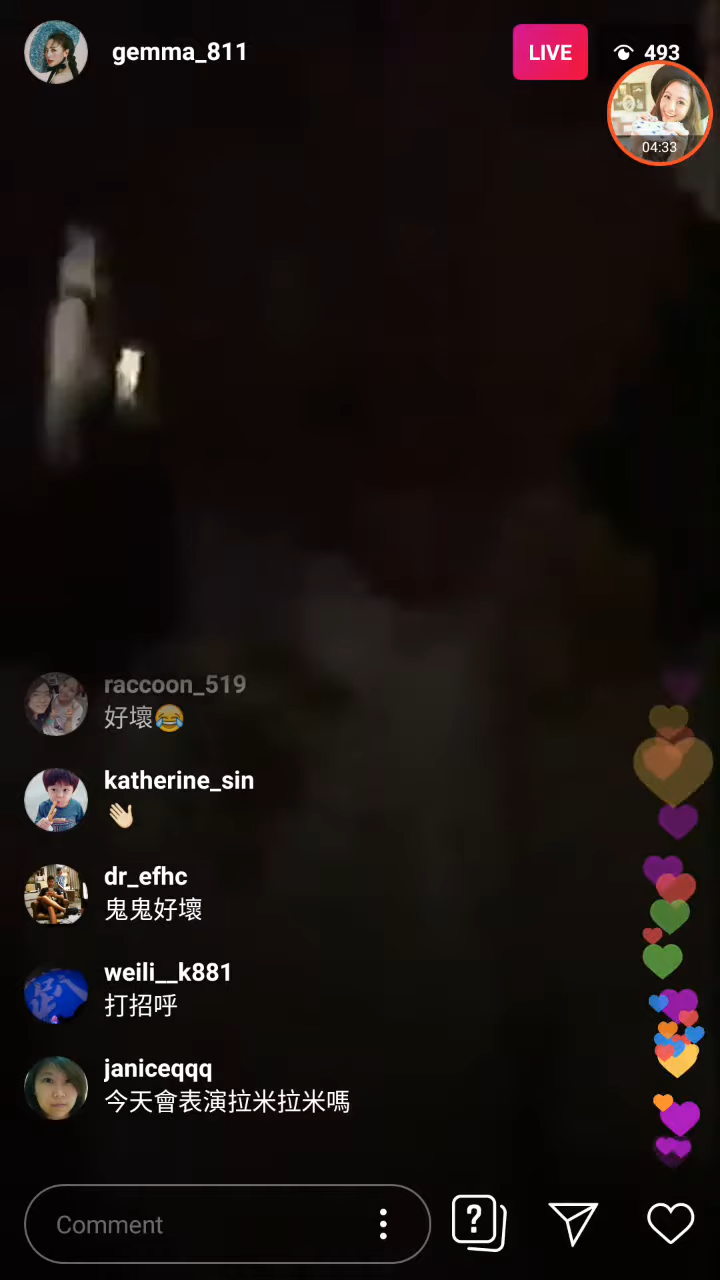 gemma_811
LIVE
493
04:33
raccoon_519
好壞😂
katherine_sin
👋🏻
dr_efhc
鬼鬼好壞
weili__k881
打招呼
janiceqqq
今天會表演拉米拉米嗎
Comment